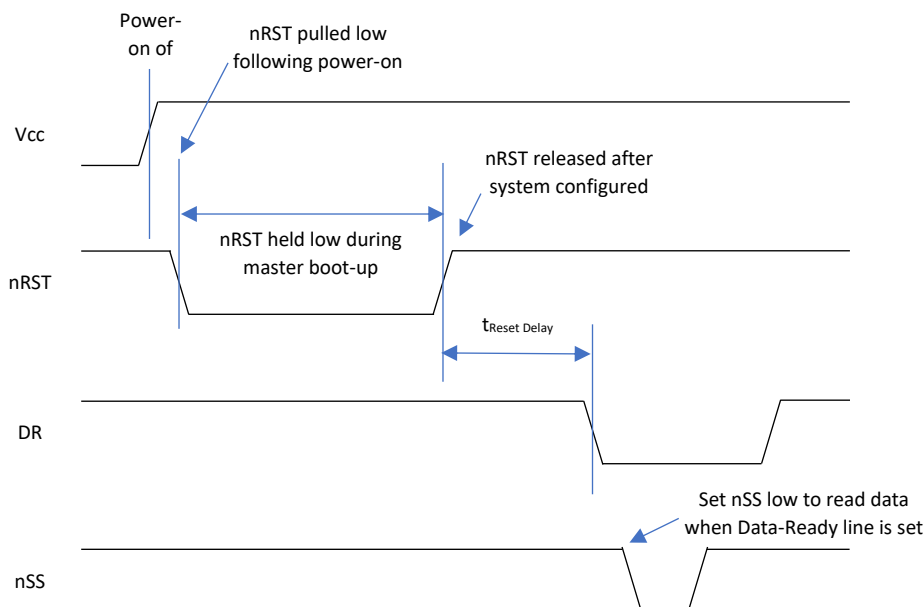 Power-
on of
nRST pulled low
following power-on
Vcc
nRST released after
system configured
nRST held low during
master boot-up
nRST
tReset Delay
DR
Set nSS low to read data
when Data-Ready line is set
nSS